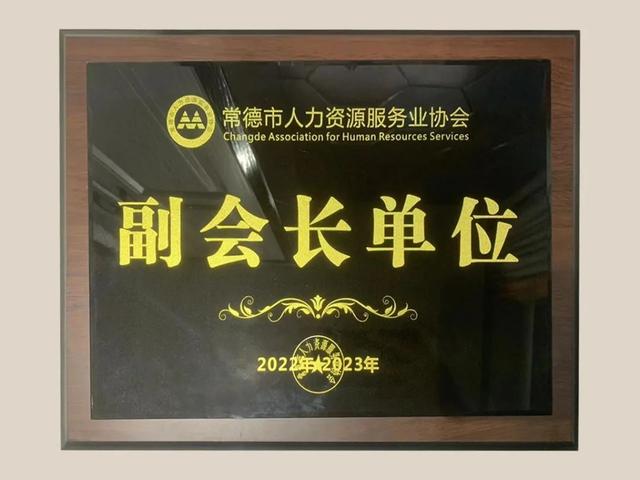 常德市人力资源服务业协会
Changde Association for Human Resources Services
副会长单位
2022年-2023年